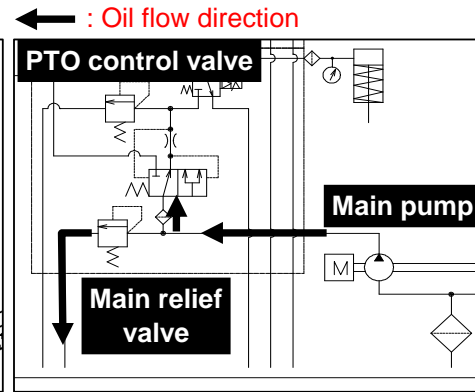 : Oil flow direction
PTO control valve
Main pump
M
Main relief
valve